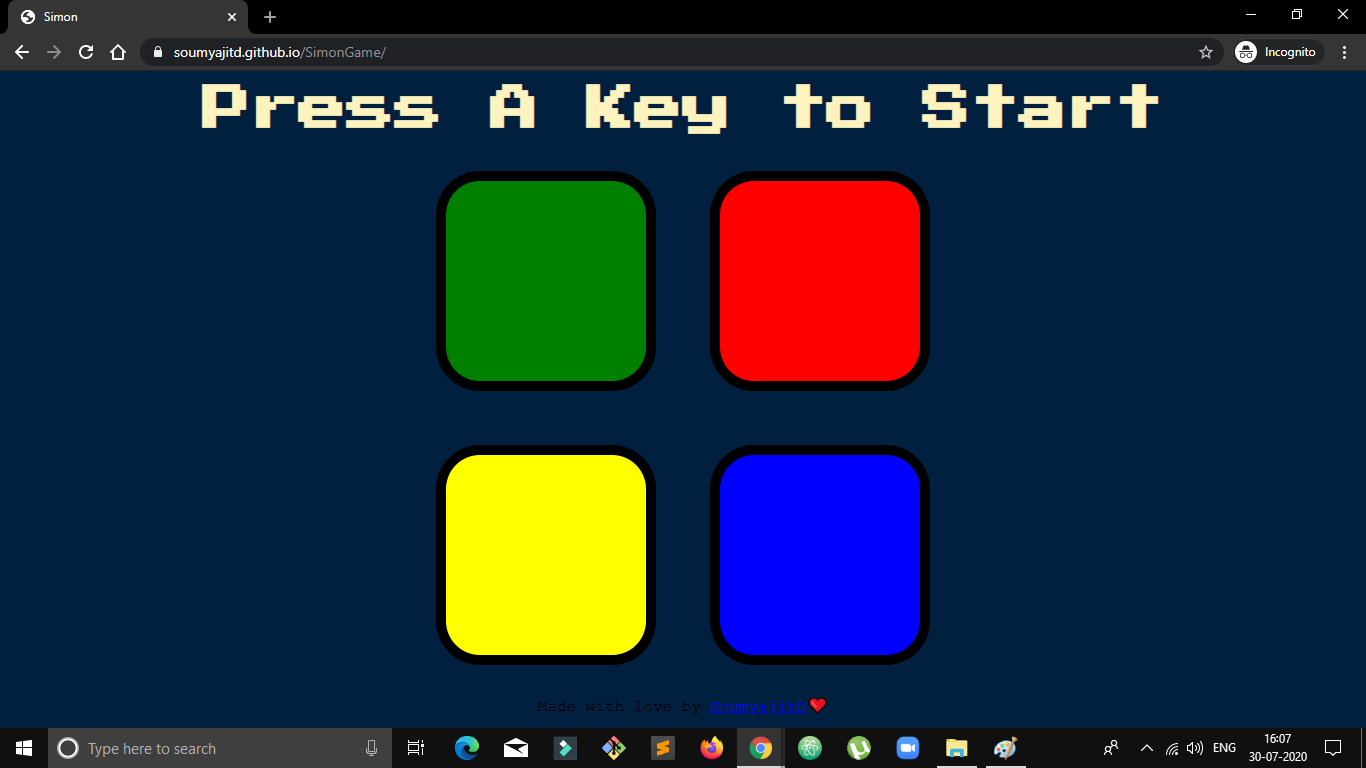 Simon
soumyajitd.github.io/SimonGame/
Incognito
Press A Key to Start
Made with love by SoumyajitD
Type here to search
ENG
16:07
30-07-2020